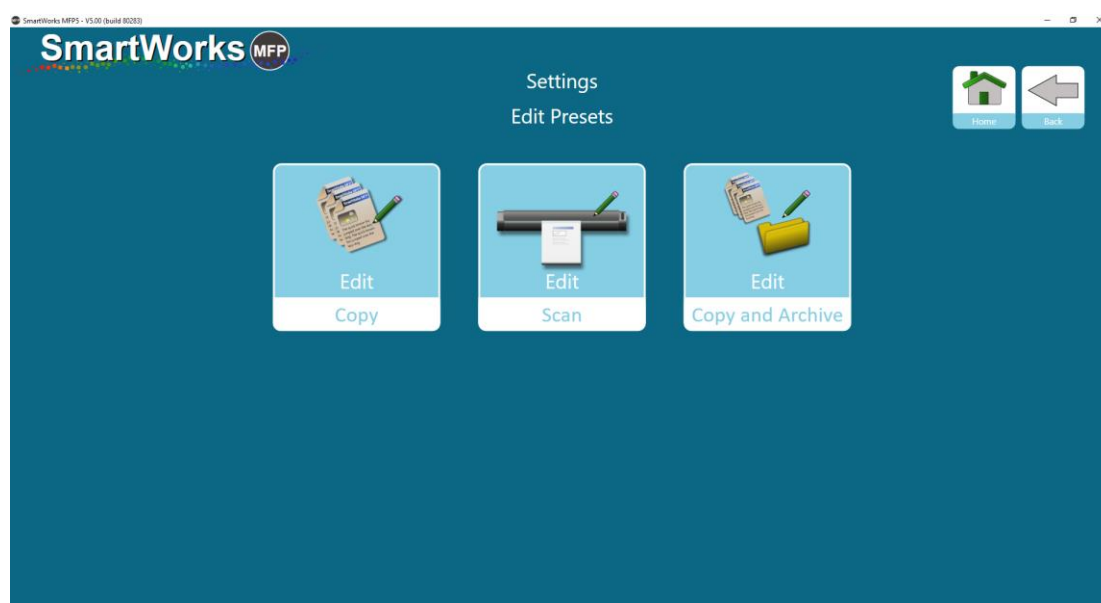 SmartWorks MFP5 - V5.00 (build 80283)
SmartWorks MFP
Settings
Edit Presets
Home
Back
Edit
Copy
Edit
Scan
Edit
Copy and Archive